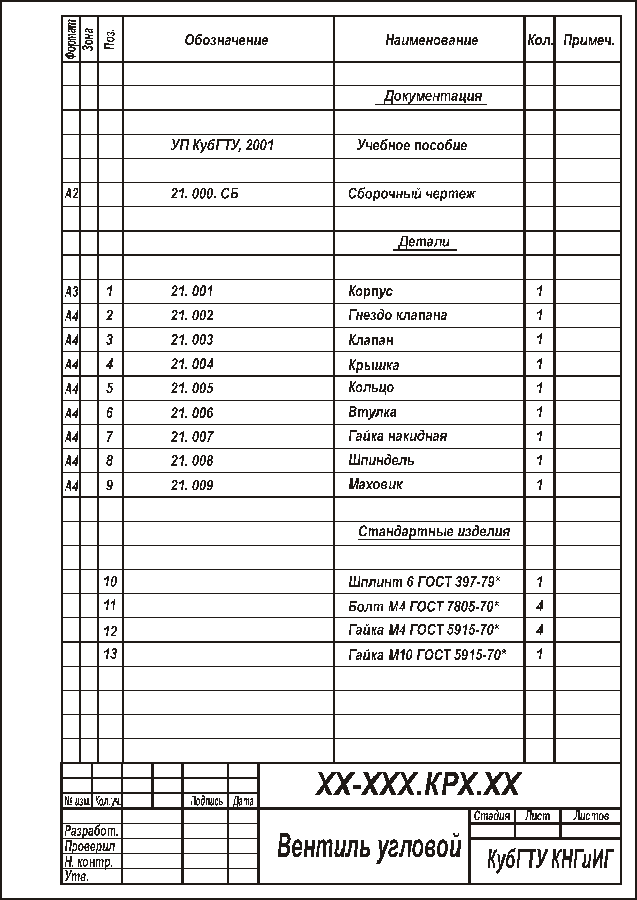 Формат Зона Поз. Обозначение Наименование Кол. Примеч.
Документация
УП КубГТУ, 2001 Учебное пособие
А2 21. 000. СБ Сборочный чертеж
Детали
А3 1 21. 001 Корпус 1
А4 2 21. 002 Гнездо клапана 1
А4 3 21. 003 Клапан 1
А4 4 21. 004 Крышка 1
А4 5 21. 005 Кольцо 1
А4 6 21. 006 Втулка 1
А4 7 21. 007 Гайка накидная 1
А4 8 21. 008 Шпиндель 1
А4 9 21. 009 Маховик 1
Стандартные изделия
10 Шплинт 6 ГОСТ 397-79* 1
11 Болт М4 ГОСТ 7805-70* 4
12 Гайка М4 ГОСТ 5915-70* 4
13 Гайка М10 ГОСТ 5915-70* 1
ХХ-ХХХ.КРХ.ХХ
№ изм. Кол.уч. Подпись Дата
Стадия Лист Листов
Разработ.
Проверил
Н. контр.
Утв.
Вентиль угловой
КубГТУ КНГиИГ